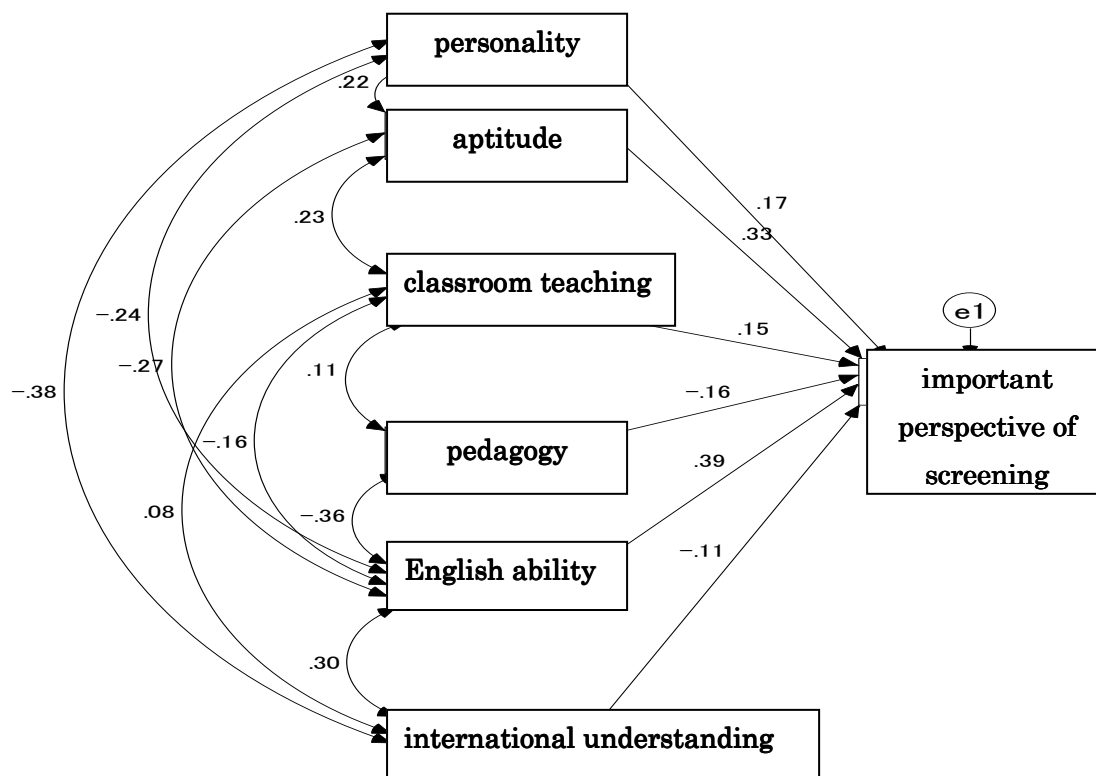 personality
.22
aptitude
.17
.33
.23
classroom teaching
e1
−.24
.15
important
perspective of
screening
−.27
.11
−.38
−.16
−.16
pedagogy
.39
.08
−.36
−.11
English ability
.30
international understanding